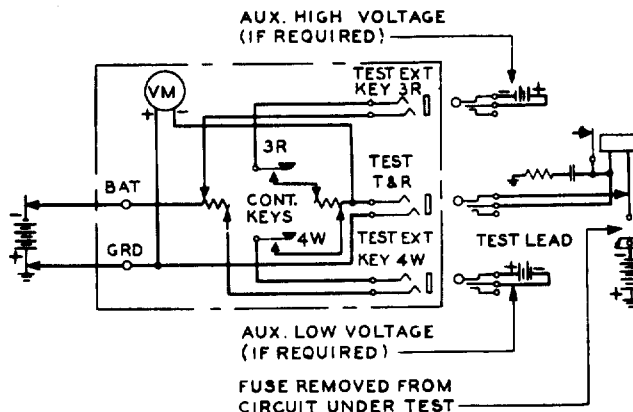 AUX. HIGH VOLTAGE
(IF REQUIRED)
TEST EXT
KEY 3R
VM
+ -
- +
3R
TEST
T&R
BAT
CONT.
KEYS
-
+
GRD
4W
TEST EXT
KEY 4W
TEST LEAD
+ -
-
+
AUX. LOW VOLTAGE
(IF REQUIRED)
FUSE REMOVED FROM
CIRCUIT UNDER TEST